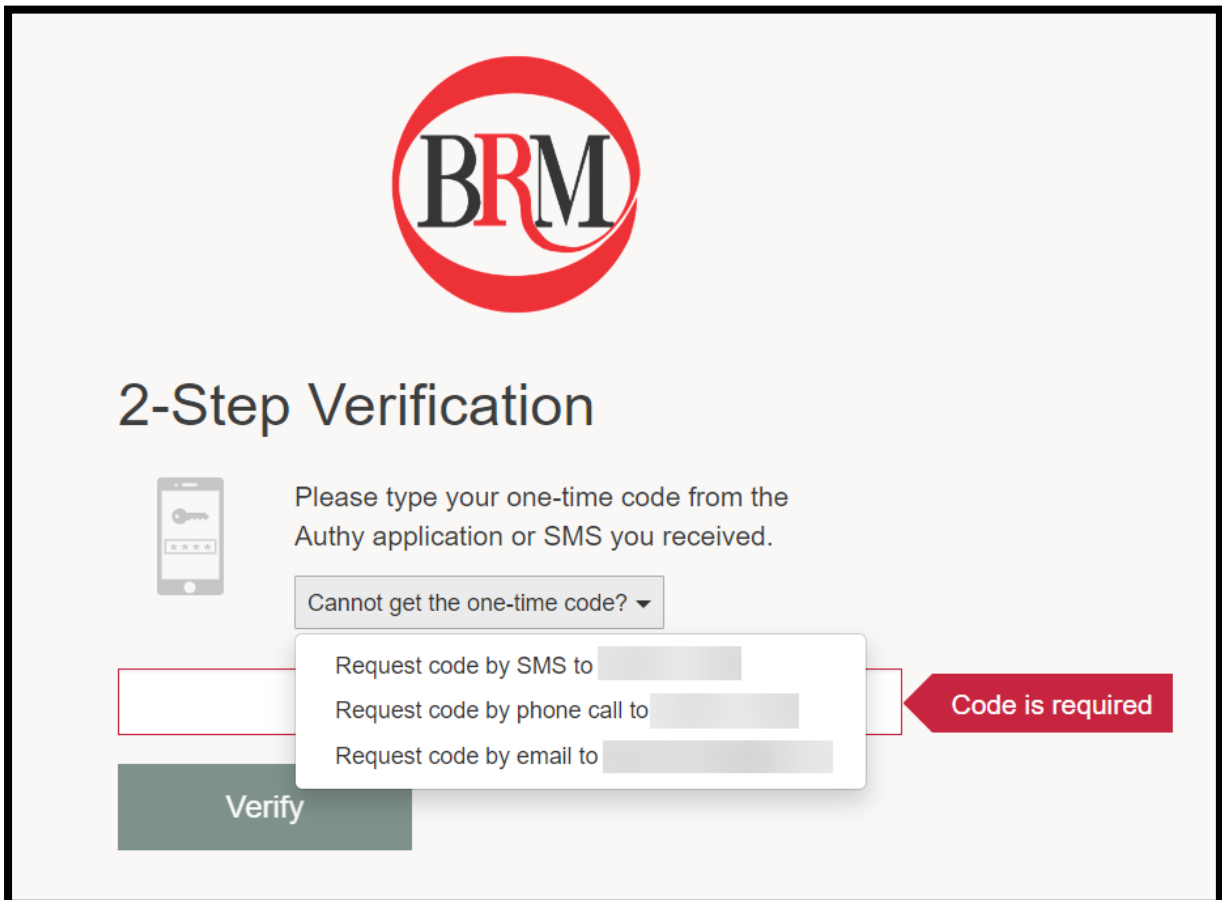 BRM
2-Step Verification
****
Please type your one-time code from the
Authy application or SMS you received.
Cannot get the one-time code?
Request code by SMS to
Request code by phone call to
Request code by email to
Code is required
Verify